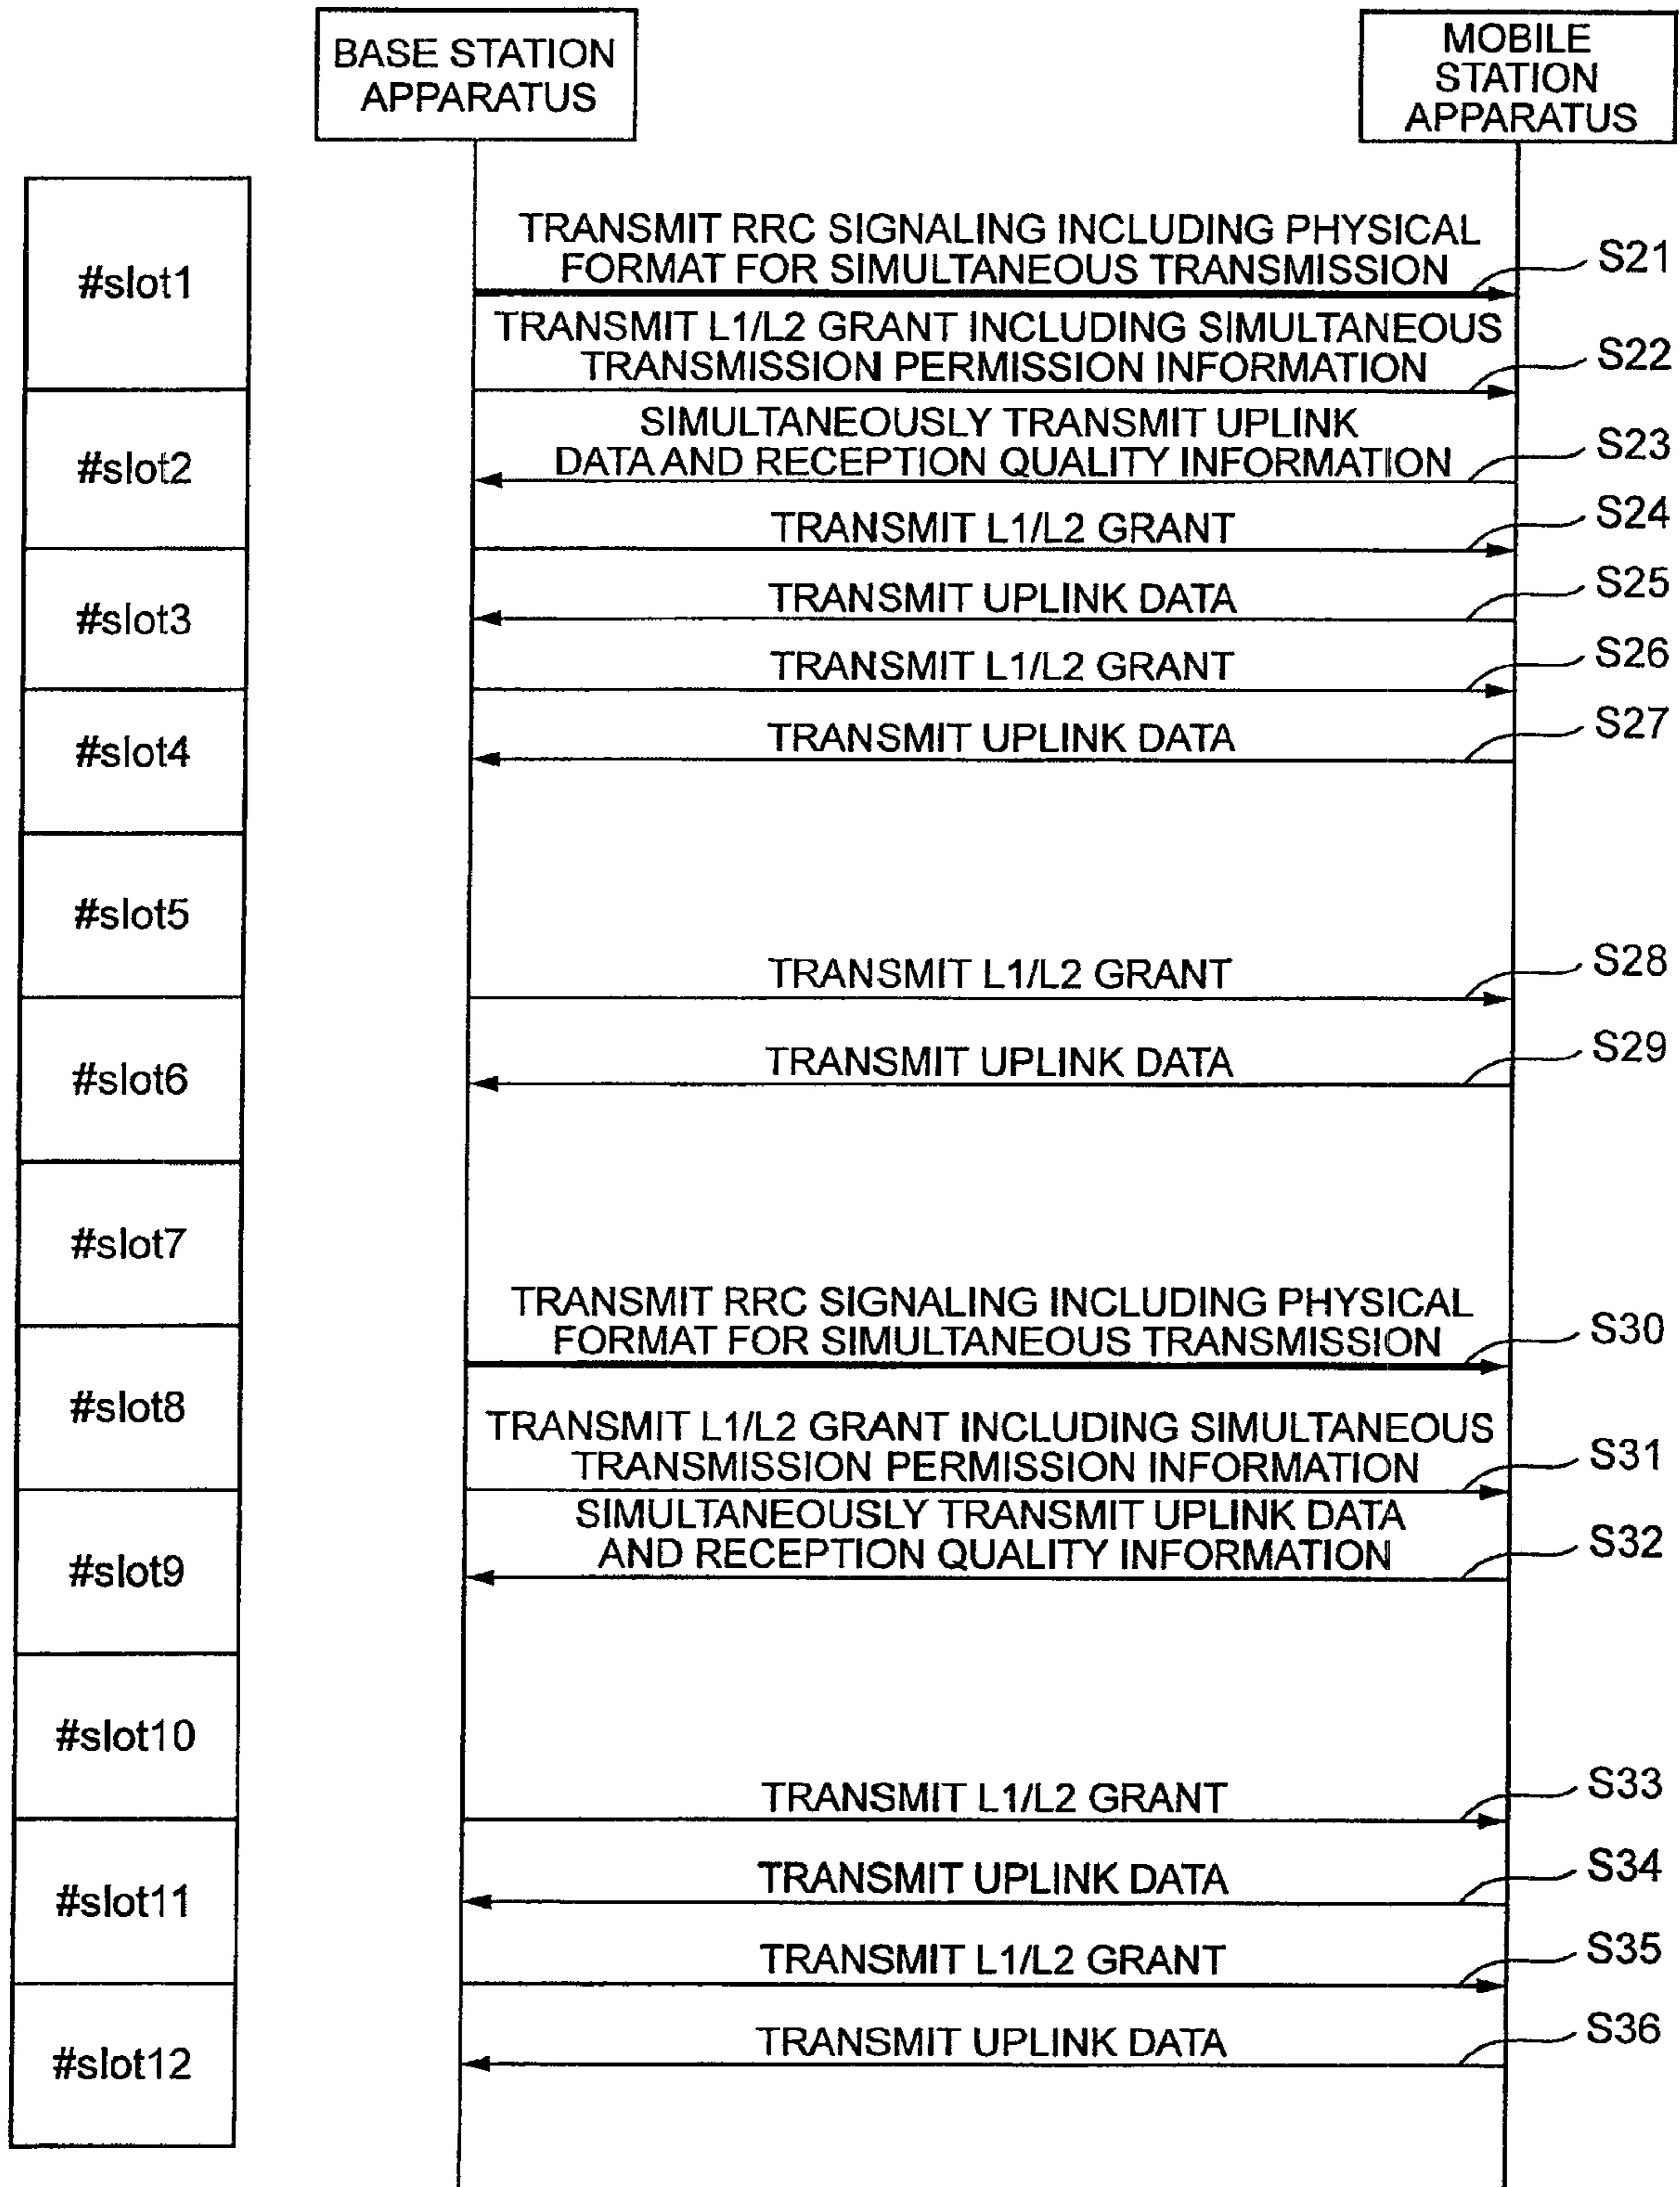 BASE STATION
APPARATUS
MOBILE
STATION
APPARATUS
#slot1
TRANSMIT RRC SIGNALING INCLUDING PHYSICAL
FORMAT FOR SIMULTANEOUS TRANSMISSION
S21
TRANSMIT L1/L2 GRANT INCLUDING SIMULTANEOUS
TRANSMISSION PERMISSION INFORMATION
S22
#slot2
SIMULTANEOUSLY TRANSMIT UPLINK
DATA AND RECEPTION QUALITY INFORMATION
S23
TRANSMIT L1/L2 GRANT
S24
#slot3
TRANSMIT UPLINK DATA
S25
TRANSMIT L1/L2 GRANT
S26
#slot4
TRANSMIT UPLINK DATA
S27
#slot5
TRANSMIT L1/L2 GRANT
S28
#slot6
TRANSMIT UPLINK DATA
S29
#slot7
TRANSMIT RRC SIGNALING INCLUDING PHYSICAL
FORMAT FOR SIMULTANEOUS TRANSMISSION
S30
#slot8
TRANSMIT L1/L2 GRANT INCLUDING SIMULTANEOUS
TRANSMISSION PERMISSION INFORMATION
S31
#slot9
SIMULTANEOUSLY TRANSMIT UPLINK DATA
AND RECEPTION QUALITY INFORMATION
S32
#slot10
TRANSMIT L1/L2 GRANT
S33
#slot11
TRANSMIT UPLINK DATA
S34
TRANSMIT L1/L2 GRANT
S35
#slot12
TRANSMIT UPLINK DATA
S36